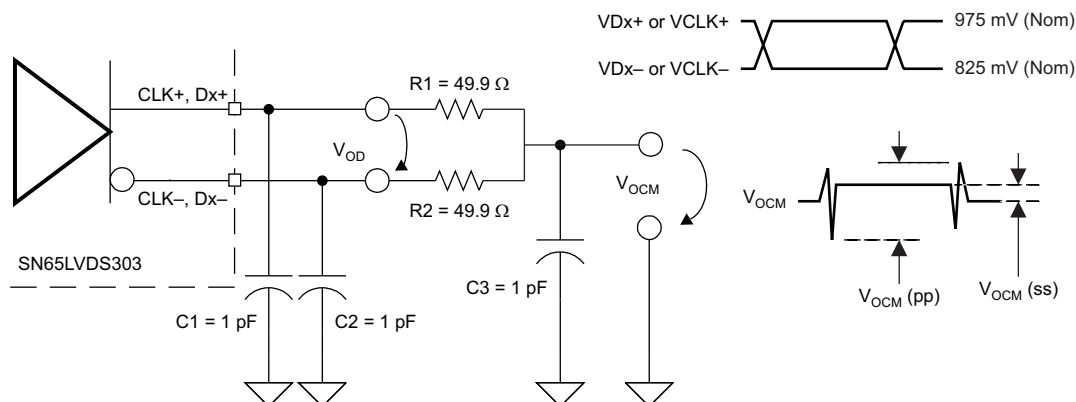 VDx+ or VCLK+
975 mV (Nom)
VDx– or VCLK–
825 mV (Nom)
R1 = 49.9 Ω
CLK+, Dx+
VOD
CLK–, Dx–
R2 = 49.9 Ω
VOCM
VOCM
SN65LVDS303
C1 = 1 pF
C2 = 1 pF
C3 = 1 pF
VOCM (pp)
VOCM (ss)